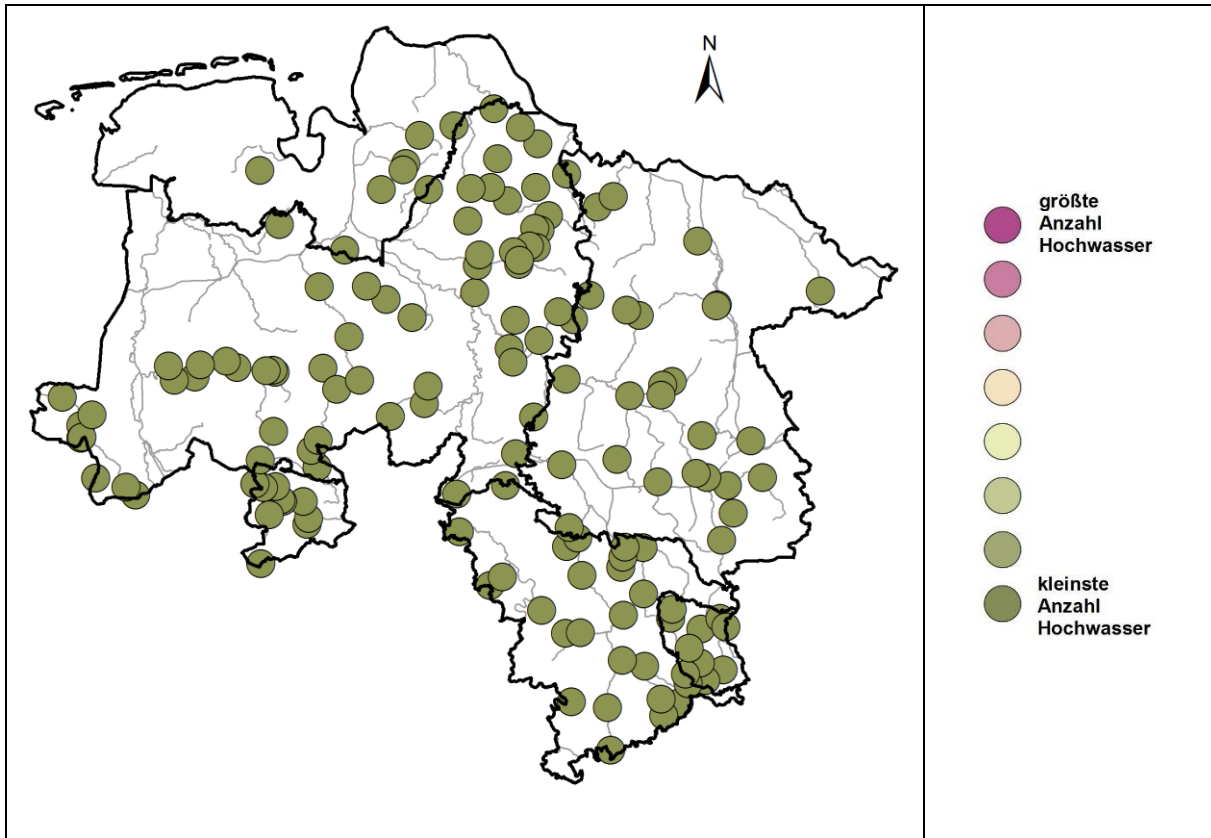 N
größte
Anzahl
Hochwasser
kleinste
Anzahl
Hochwasser